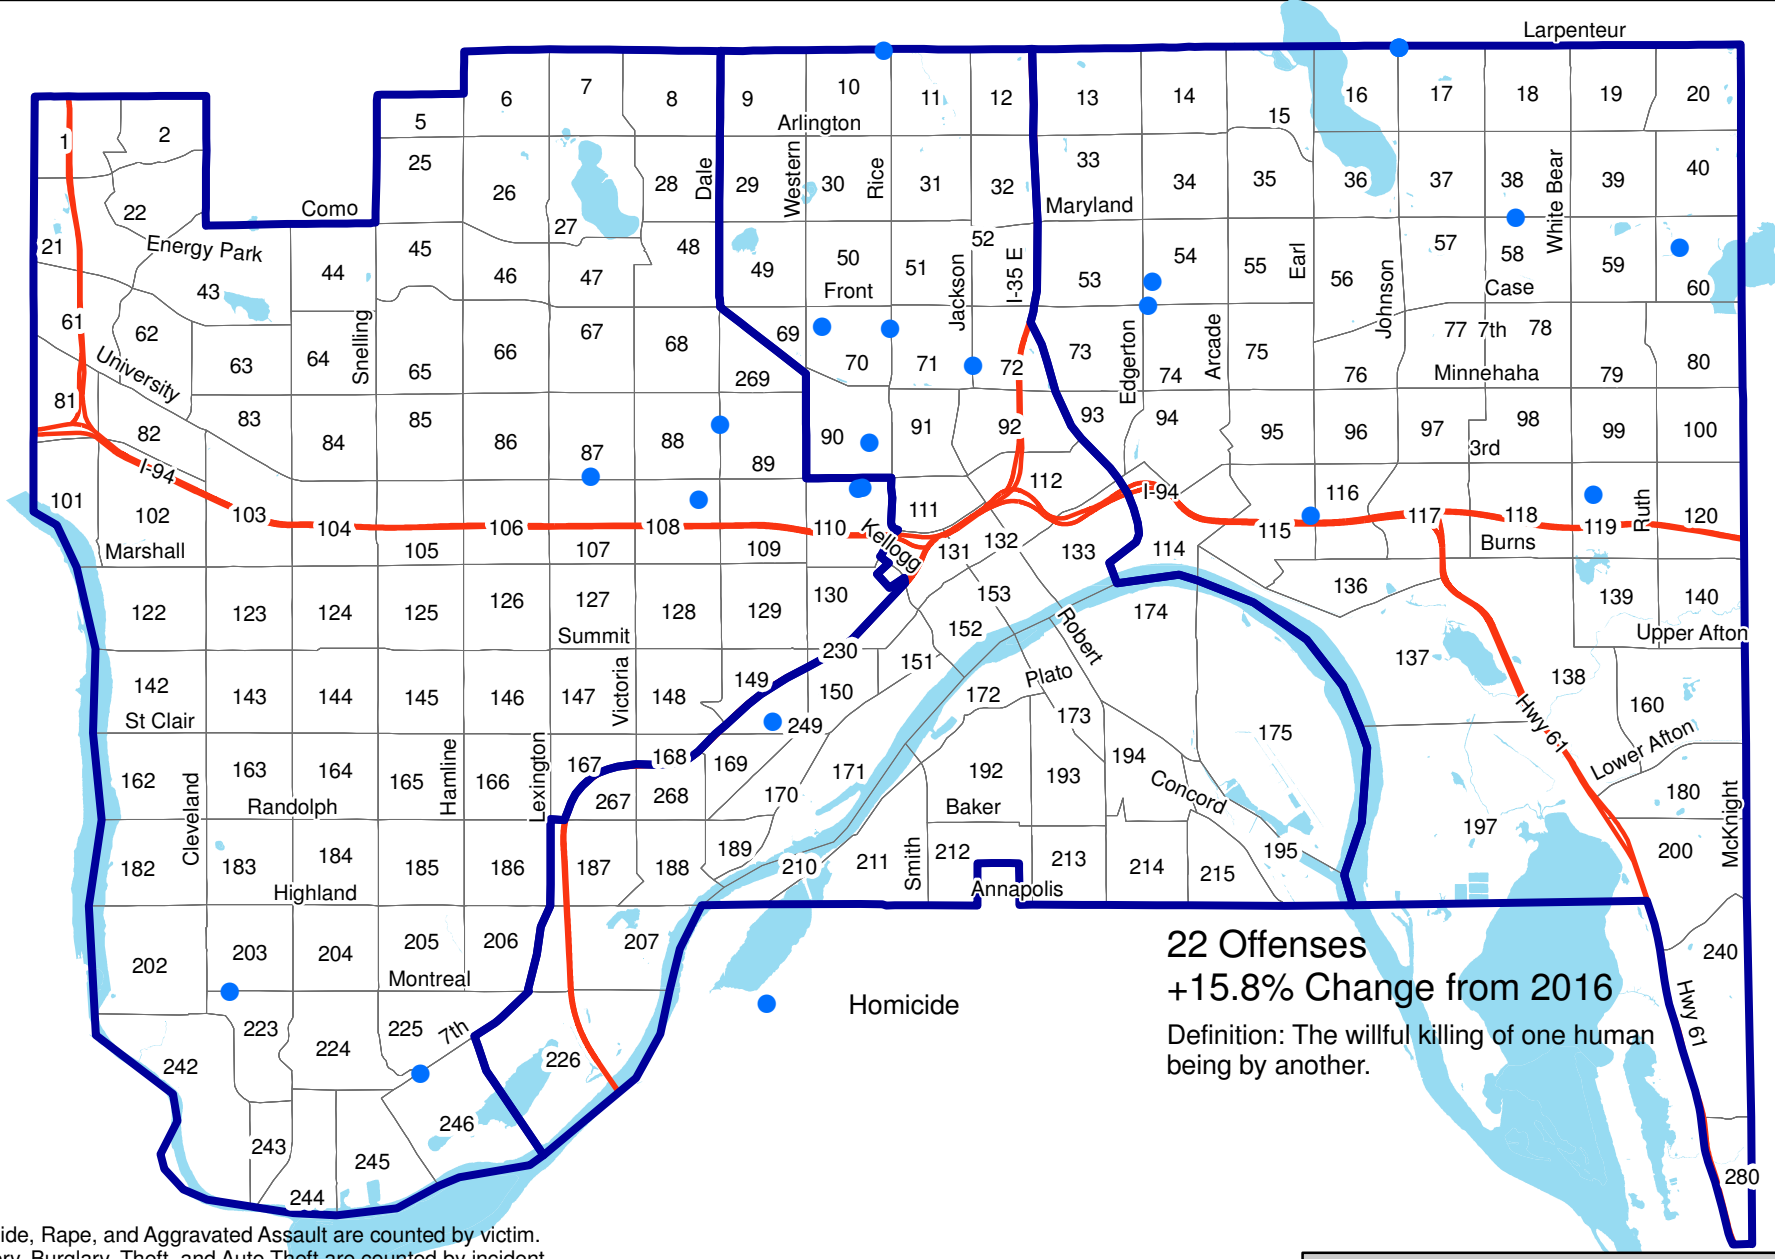 Larpenteur
1 2 5 6 7 8 9 10 11 12 13 14 15 16 17 18 19 20
Arlington
21 22 25 26 27 28 Dale 29 Western 30 Rice 31 32 33 34 35 36 37 38 White Bear 39 40
Como
Maryland
Energy Park
43 44 45 46 47 48 49 50 51 52 I-35 E 53 54 55 Earl 56 57 58 59 60
Front
Jackson
Johnson
Case
61 62 63 64 Snelling 65 66 67 68 69 70 71 72 73 Edgerton 74 Arcade 75 76 77 7th 78 79 80
University
269
Minnehaha
81 82 83 84 85 86 87 88 89 90 91 92 93 94 95 96 97 98 99 100
3rd
I-94
I-94
101 102 103 104 105 106 107 108 109 110 111 112 114 115 116 117 118 119 Ruth 120
Marshall
Kellogg
Burns
122 123 124 125 126 127 128 129 130 131 132 133 136 137 138 139 140
Summit
Robert
Upper Afton
142 143 144 145 146 147 Victoria 148 149 230 150 151 152 153 174
St Clair
249
Plato
172 173 175
160
Hwy 61
Lower Afton
162 Cleveland 163 164 165 Hamline 166 Lexington 167 168 169 170 171 192 193 194 195 197 180 McKnight
Randolph
267 268
Baker
Concord
182 183 184 185 186 187 188 189 210 211 Smith 212 213 214 215 200
Highland
Annapolis
202 203 204 205 206 207 240
Montreal
22 Offenses
+15.8% Change from 2016
Homicide
Definition: The willful killing of one human
being by another.
Hwy 61
223 224 225 7th 226
242 243 244 245 246
280
ide, Rape, and Aggravated Assault are counted by victim.
ry, Burglary, Theft, and Auto Theft are counted by incident